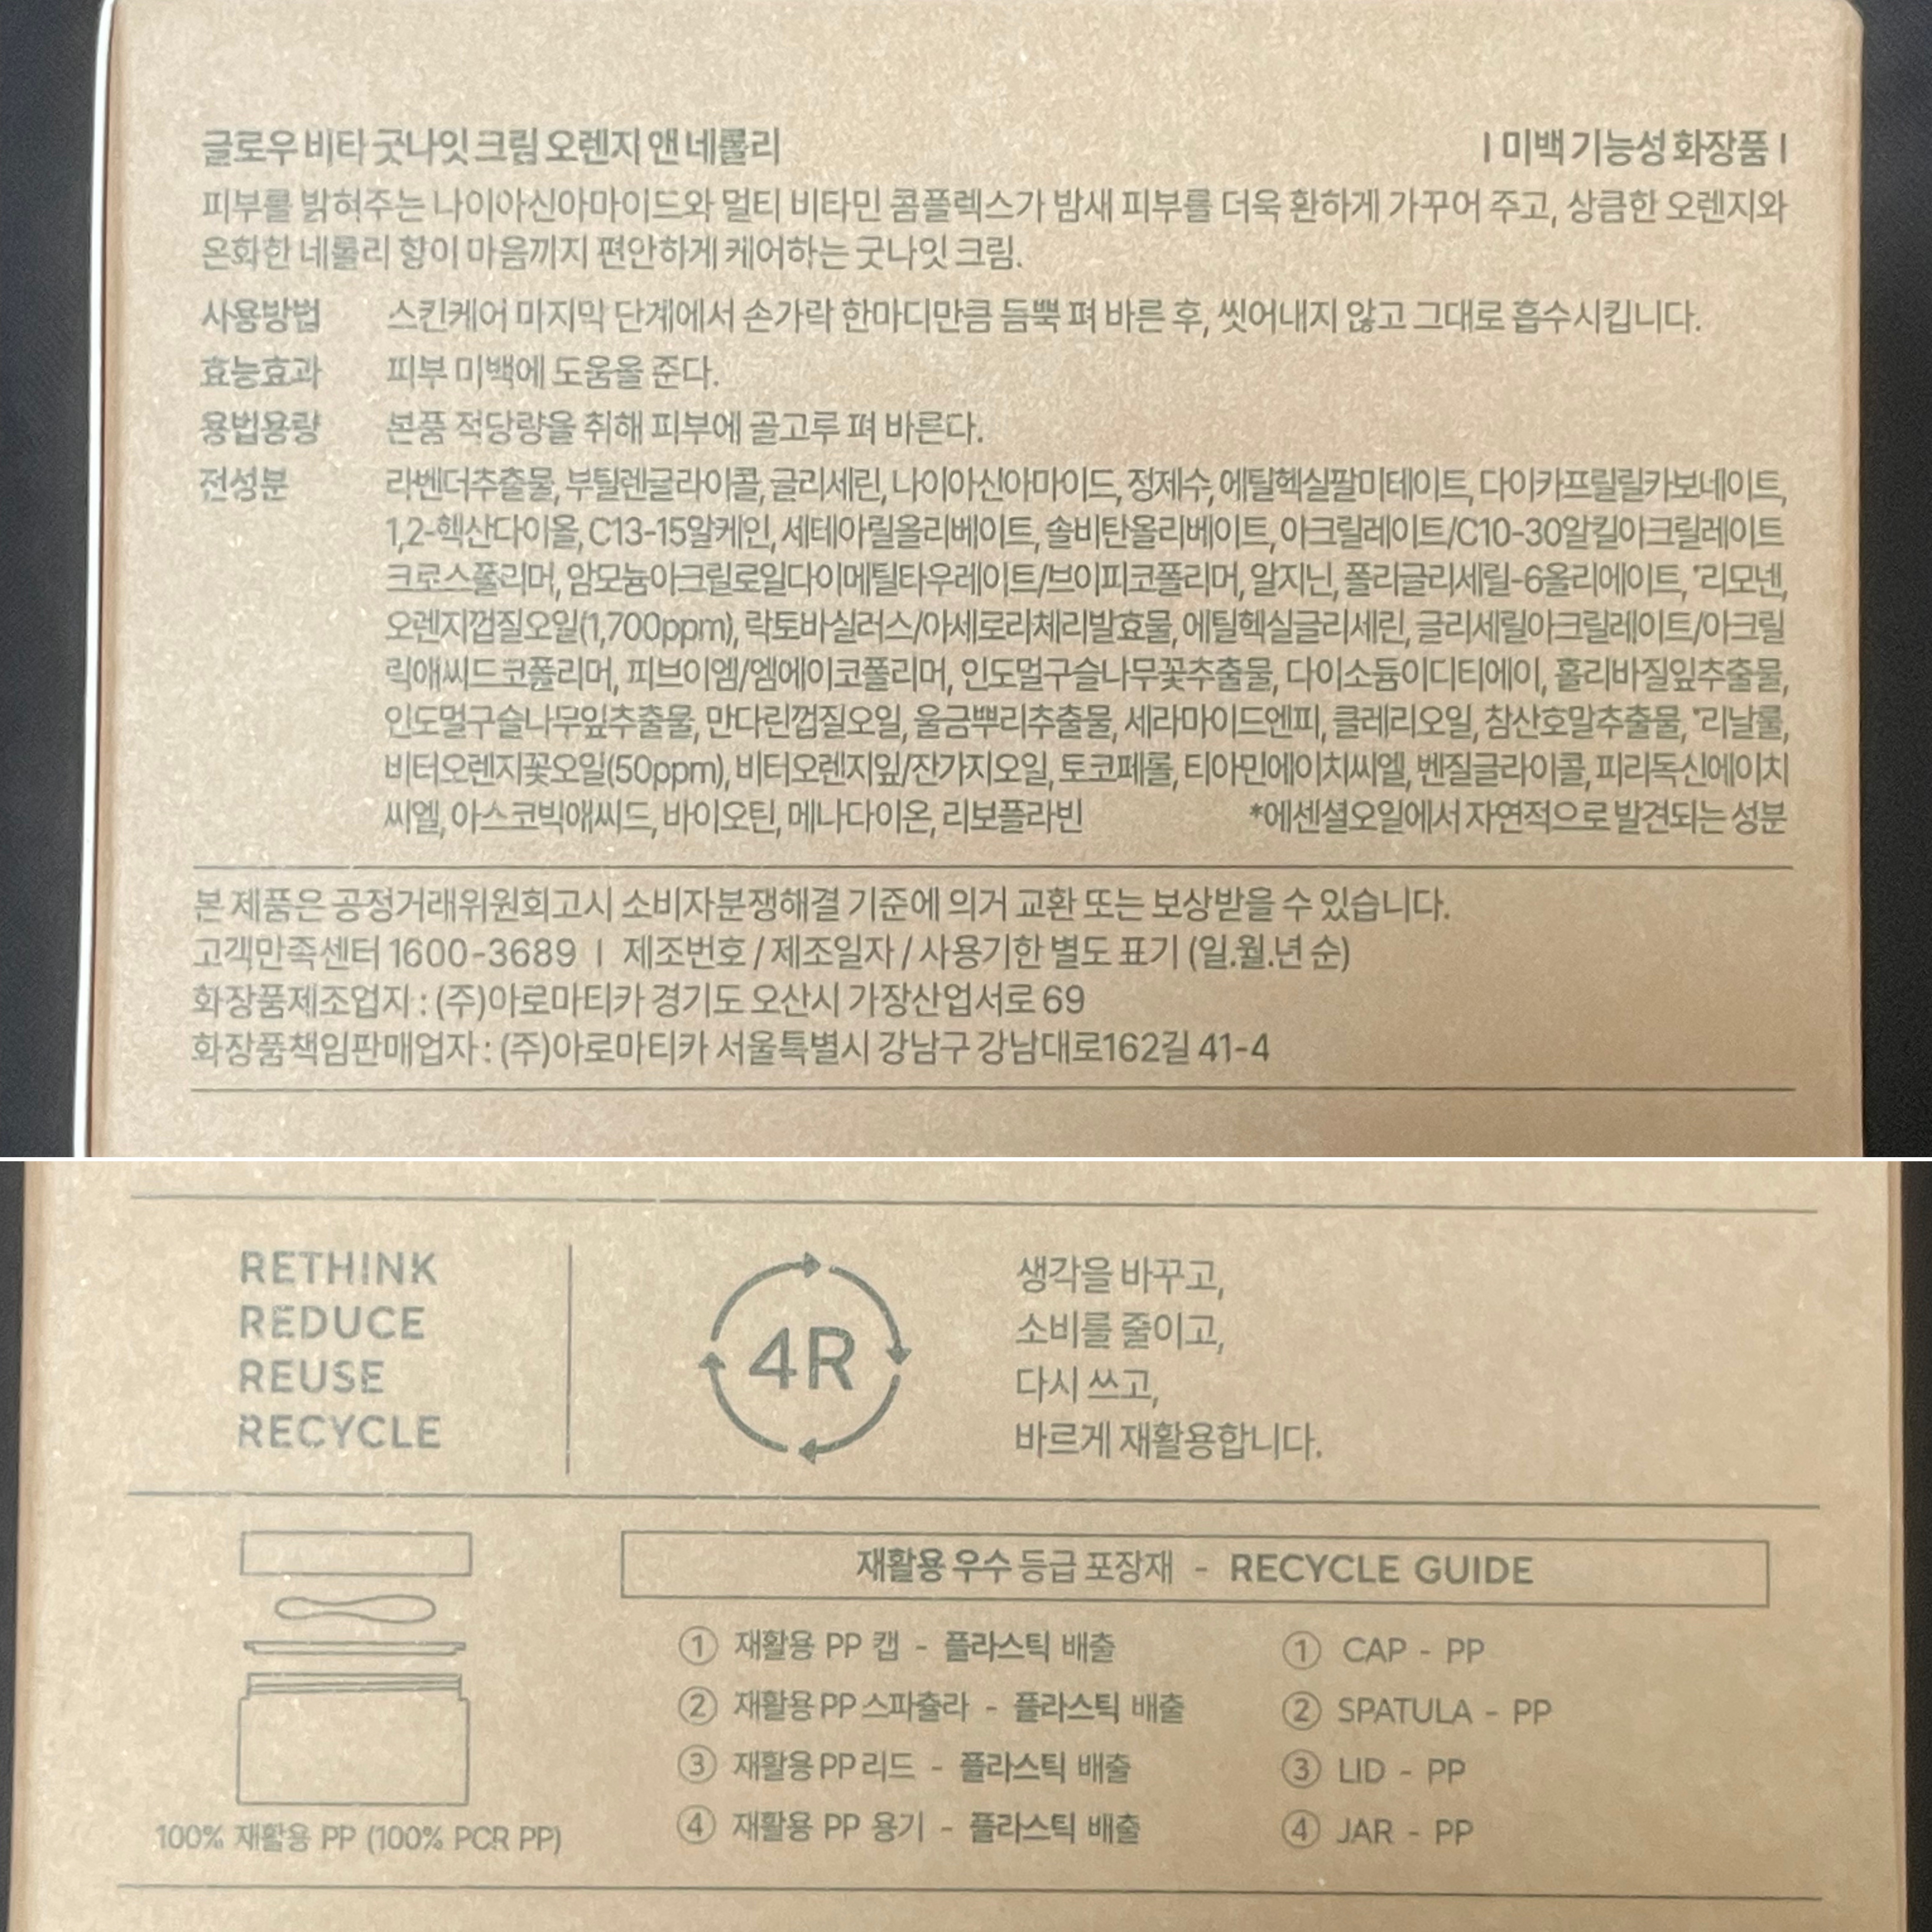 글로우 비타 굿나잇 크림 오렌지 앤 네롤리
| 미백 기능성 화장품 |
피부를 밝혀주는 나이아신아마이드와 멀티 비타민 콤플렉스가 밤새 피부를 더욱 환하게 가꾸어 주고, 상큼한 오렌지와
온화한 네롤리 향이 마음까지 편안하게 케어하는 굿나잇 크림.
사용방법 스킨케어 마지막 단계에서 손가락 한마디만큼 듬뿍 펴 바른 후, 씻어내지 않고 그대로 흡수시킵니다.
효능효과 피부 미백에 도움을 준다.
용법용량 본품 적당량을 취해 피부에 골고루 펴 바른다.
전성분 라벤더추출물, 부틸렌글라이콜, 글리세린, 나이아신아마이드, 정제수, 에틸헥실팔미테이트, 다이카프릴릴카보네이트,
1,2-헥산다이올, C13-15알케인, 세테아릴올리베이트, 솔비탄올리베이트, 아크릴레이트/C10-30알킬아크릴레이트
크로스폴리머, 암모늄아크릴로일다이메틸타우레이트/브이피코폴리머, 알지닌, 폴리글리세릴-6올리에이트, *리모넨,
오렌지껍질오일(1,700ppm), 락토바실러스/아세로라체리발효물, 에틸헥실글리세린, 글리세릴아크릴레이트/아크릴
릭애씨드코폴리머, 피브이엠/엠에이코폴리머, 인도멀구슬나무꽃추출물, 다이소듐이디티에이, 홀리바질잎추출물,
인도멀구슬나무잎추출물, 만다린껍질오일, 울금뿌리추출물, 세라마이드엔피, 클레리오일, 참산호말추출물, *리날룰,
비터오렌지꽃오일(50ppm), 비터오렌지잎/잔가지오일, 토코페롤, 티아민에이치씨엘, 벤질글라이콜, 피리독신에이치
씨엘, 아스코빅애씨드, 바이오틴, 메나다이온, 리보플라빈 *에센셜오일에서 자연적으로 발견되는 성분
본 제품은 공정거래위원회고시 소비자분쟁해결 기준에 의거 교환 또는 보상받을 수 있습니다.
고객만족센터 1600-3689 | 제조번호 / 제조일자 / 사용기한 별도 표기 (일.월.년 순)
화장품제조업자 : (주)아로마티카 경기도 오산시 가장산업서로 69
화장품책임판매업자 : (주)아로마티카 서울특별시 강남구 강남대로162길 41-4
RETHINK
REDUCE
REUSE
RECYCLE
4R
생각을 바꾸고,
소비를 줄이고,
다시 쓰고,
바르게 재활용합니다.
재활용 우수 등급 포장재 - RECYCLE GUIDE
① 재활용 PP 캡 - 플라스틱 배출 ① CAP - PP
② 재활용 PP 스파츌라 - 플라스틱 배출 ② SPATULA - PP
③ 재활용 PP 리드 - 플라스틱 배출 ③ LID - PP
④ 재활용 PP 용기 - 플라스틱 배출 ④ JAR - PP
100% 재활용 PP (100% PCR PP)